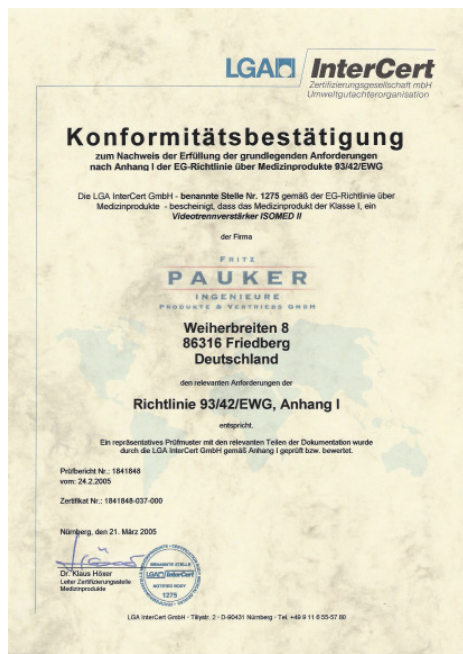 LGA InterCert
Zertifizierungsgesellschaft mbH
Umweltgutachterorganisation
Konformitätsbestätigung
zum Nachweis der Erfüllung der grundlegenden Anforderungen
nach Anhang I der EG-Richtlinie über Medizinprodukte 93/42/EWG
Die LGA InterCert GmbH - benannte Stelle Nr. 1275 gemäß der EG-Richtlinie über
Medizinprodukte - bescheinigt, dass das Medizinprodukt der Klasse I, ein
Videotrennverstärker ISOMED II
der Firma
FRITZ
PAUKER
INGENIEURE
PRODUKTE & VERTRIEBS GMBH
Weiherbreiten 8
86316 Friedberg
Deutschland
den relevanten Anforderungen der
Richtlinie 93/42/EWG, Anhang I
entspricht.
Ein repräsentatives Prüfmuster mit den relevanten Teilen der Dokumentation wurde
durch die LGA InterCert GmbH gemäß Anhang I geprüft bzw. bewertet.
Prüfbericht Nr.: 1841848
vom: 24.2.2005
Zertifikat Nr.: 1841848-037-000
Nürnberg, den 21. März 2005
Dr. Klaus Höxer
Leiter Zertifizierungsstelle
Medizinprodukte
BENANNTE STELLE
LGA InterCert
NOTIFIED BODY
1275
LGA InterCert GmbH - Tillystr. 2 - D-90431 Nürnberg - Tel. +49 9 11 6 55-57 80